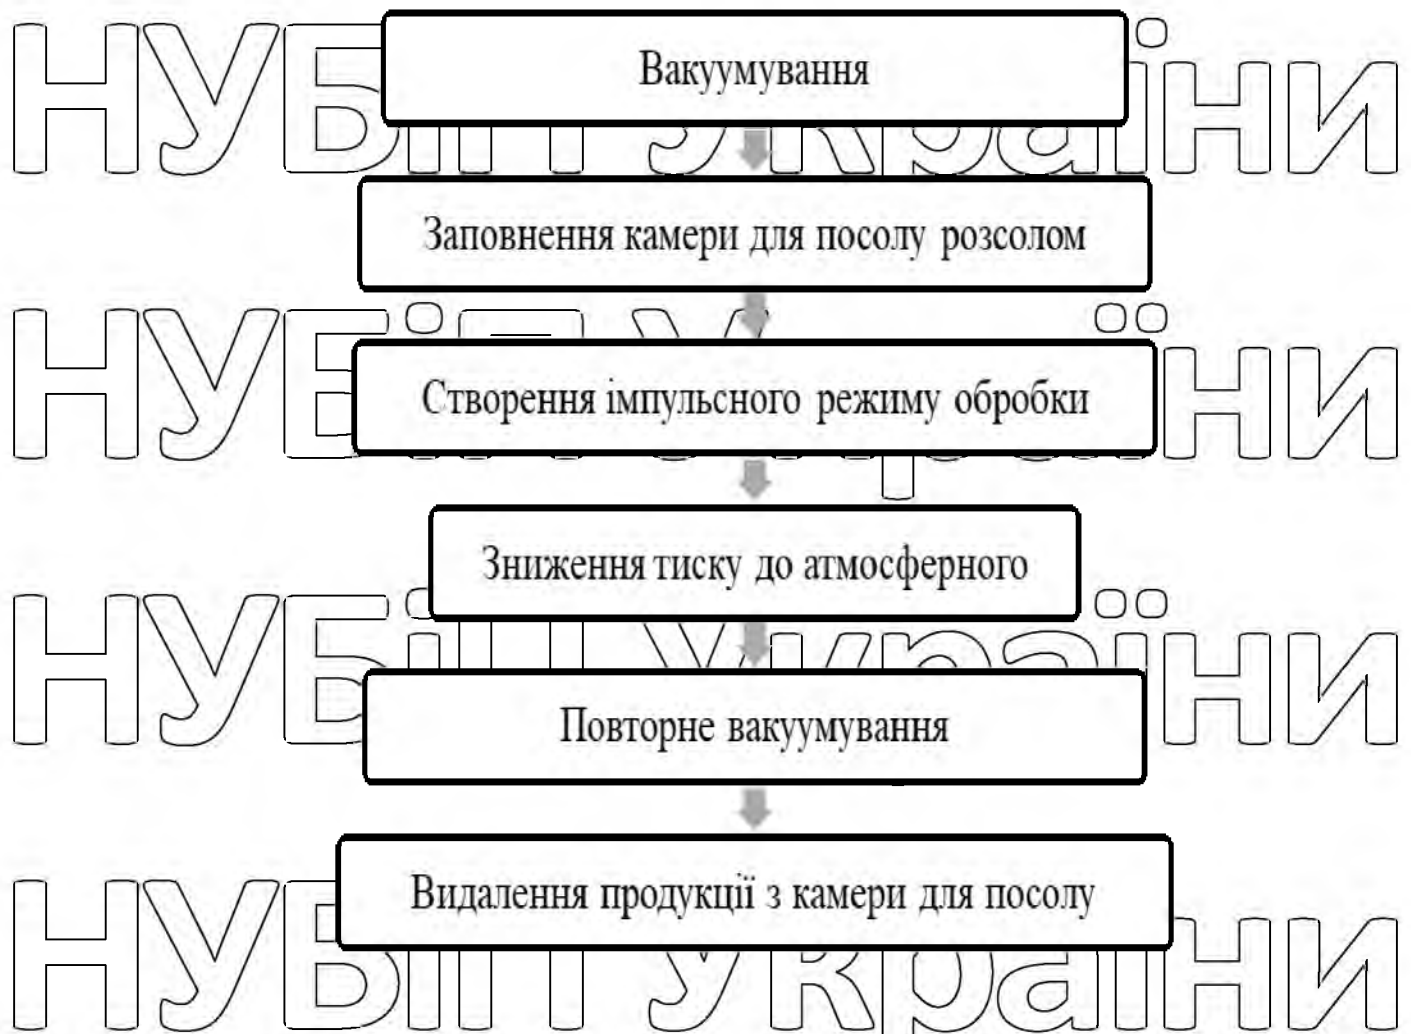 НУБіП України
Вакуумування
Заповнення камери для посолу розсолом
НУБіП України
Створення імпульсного режиму обробки
Зниження тиску до атмосферного
НУБіП України
Повторне вакуумування
Видалення продукції з камери для посолу
НУБіП України